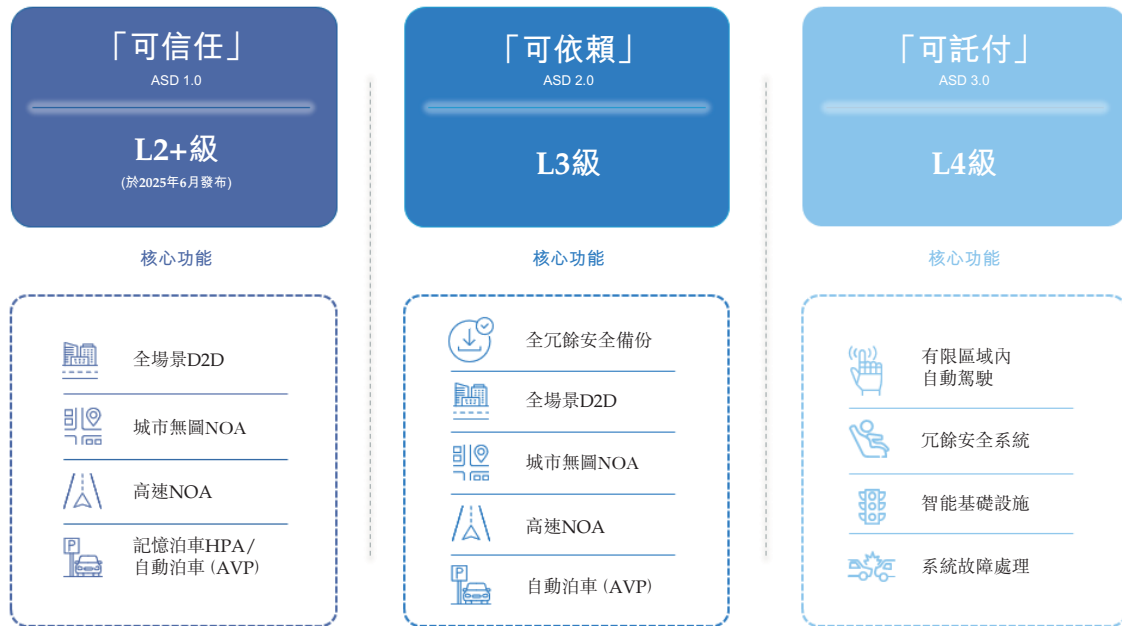 「可信任」
ASD 1.0
L2+級
(於2025年6月發布)
核心功能
全場景D2D
城市無圖NOA
高速NOA
記憶泊車HPA/
自動泊車 (AVP)
「可依賴」
ASD 2.0
L3級
核心功能
全冗餘安全備份
全場景D2D
城市無圖NOA
高速NOA
自動泊車 (AVP)
「可託付」
ASD 3.0
L4級
核心功能
有限區域內
自動駕駛
冗餘安全系統
智能基礎設施
系統故障處理